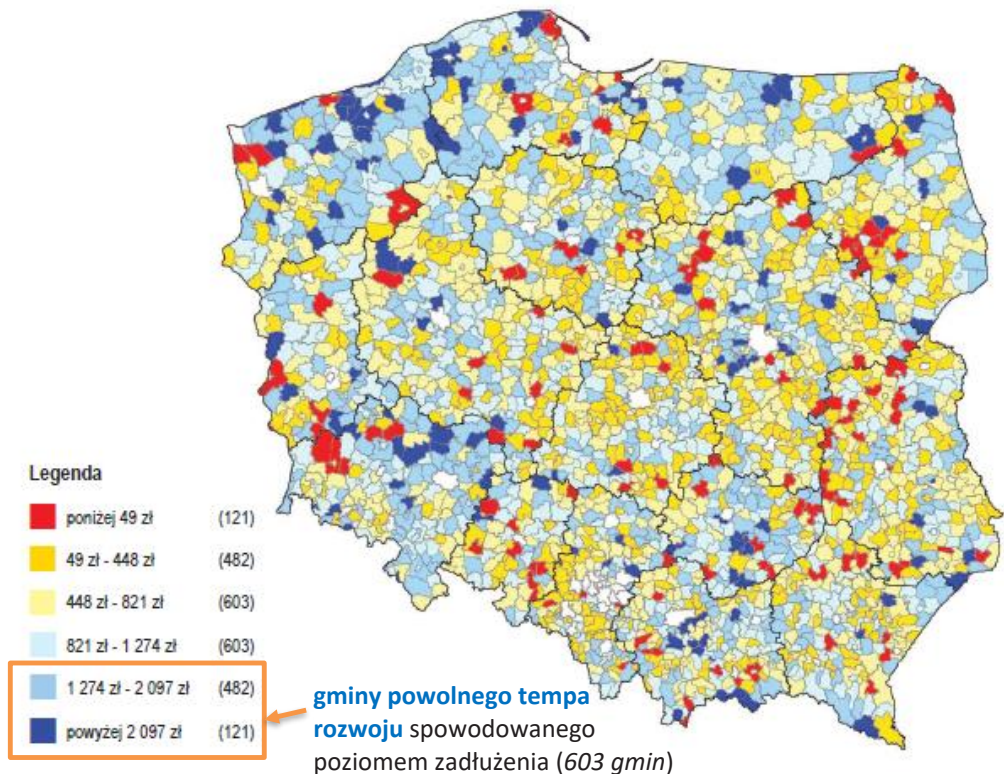 Legenda
poniżej 49 zł (121)
49 zł - 448 zł (482)
448 zł - 821 zł (603)
821 zł - 1 274 zł (603)
1 274 zł - 2 097 zł (482)
powyżej 2 097 zł (121)
gminy powolnego tempa
rozwoju spowodowanego
poziomem zadłużenia (603 gmin)